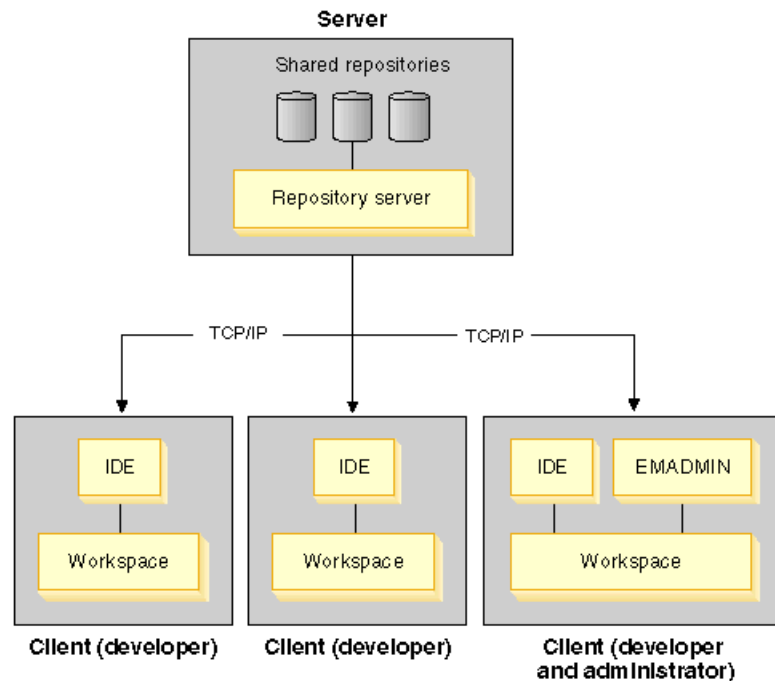 Server
Shared repositories
Repository server
TCP/IP
TCP/IP
IDE
Workspace
IDE
Workspace
IDE
EMADMIN
Workspace
Client (developer)
Client (developer)
Client (developer
and administrator)